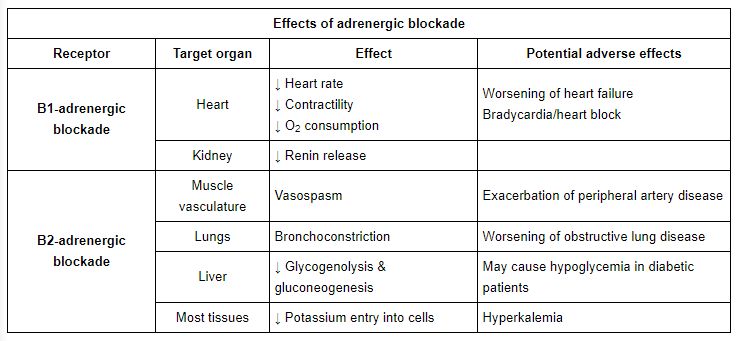 Effects of adrenergic blockade
Receptor Target organ Effect Potential adverse effects
B1-adrenergic blockade
Heart
↓ Heart rate
↓ Contractility
↓ O₂ consumption
Worsening of heart failure
Bradycardia/heart block
Kidney
↓ Renin release
B2-adrenergic blockade
Muscle
vasculature
Vasospasm
Exacerbation of peripheral artery disease
Lungs
Bronchoconstriction
Worsening of obstructive lung disease
Liver
↓ Glycogenolysis &
gluconeogenesis
May cause hypoglycemia in diabetic
patients
Most tissues
↓ Potassium entry into cells
Hyperkalemia